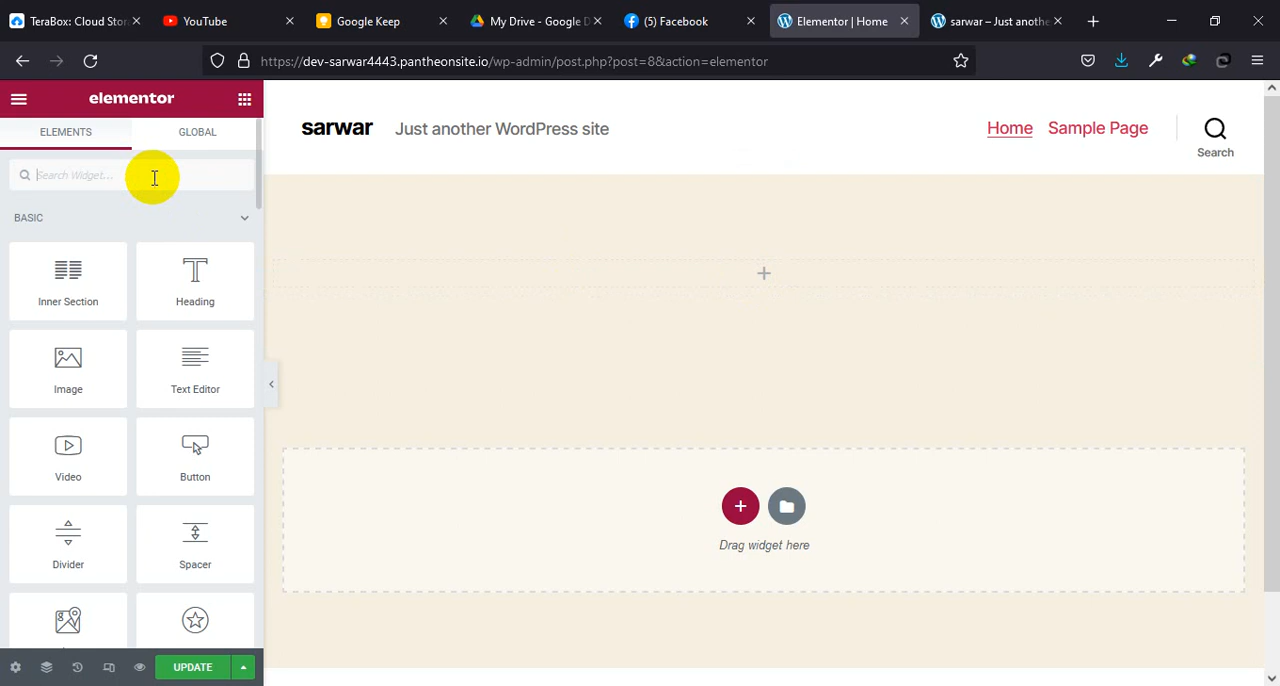 TeraBox: Cloud Stor
YouTube
Google Keep
My Drive - Google D
(5) Facebook
Elementor | Home
sarwar – Just anothe
https://dev-sarwar4443.pantheonsite.io/wp-admin/post.php?post=8&action=elementor
elementor
ELEMENTS
GLOBAL
Search Widget...
BASIC
Inner Section
Heading
Image
Text Editor
Video
Button
Divider
Spacer
UPDATE
sarwar
Just another WordPress site
Home
Sample Page
Search
Drag widget here